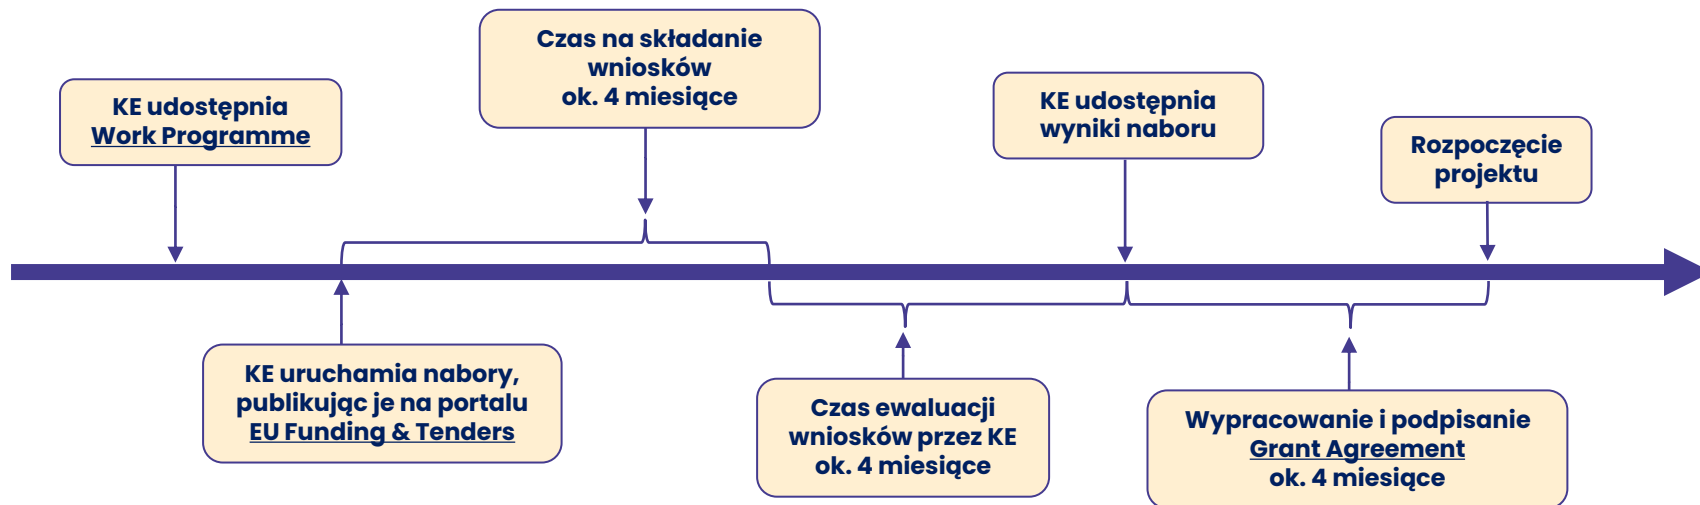 KE udostępnia
Work Programme
KE uruchamia nabory,
publikując je na portalu
EU Funding & Tenders
Czas na składanie
wniosków
ok. 4 miesiące
Czas ewaluacji
wniosków przez KE
ok. 4 miesiące
KE udostępnia
wyniki naboru
Wypracowanie i podpisanie
Grant Agreement
ok. 4 miesiące
Rozpoczęcie
projektu